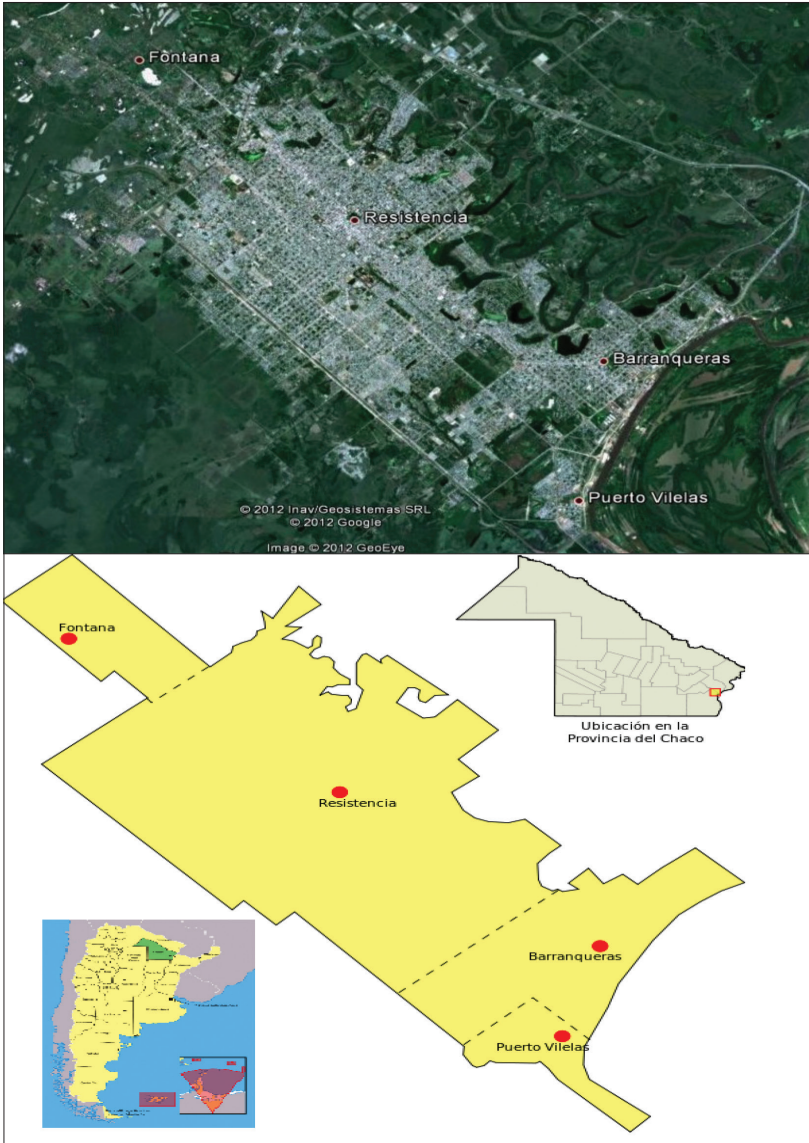 Fontana
Resistencia
Barranqueras
Puerto Vilelas
© 2012 Inav/Geosistemas SRL
© 2012 Google
Image © 2012 GeoEye
Fontana
Ubicación en la
Provincia del Chaco
Resistencia
Barranqueras
Puerto Vilelas